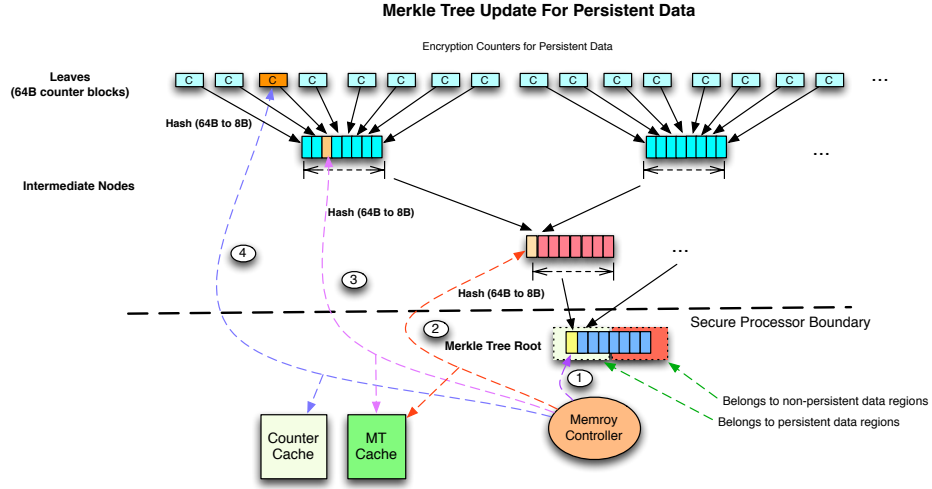 Merkle Tree Update For Persistent Data
Encryption Counters for Persistent Data
Leaves
(64B counter blocks)
C C C C C C C C C C C C C C C C
...
Hash (64B to 8B)
...
Intermediate Nodes
Hash (64B to 8B)
4
...
3
Hash (64B to 8B)
2
Secure Processor Boundary
Merkle Tree Root
1
Belongs to non-persistent data regions
Belongs to persistent data regions
Counter
Cache
MT
Cache
Memroy
Controller